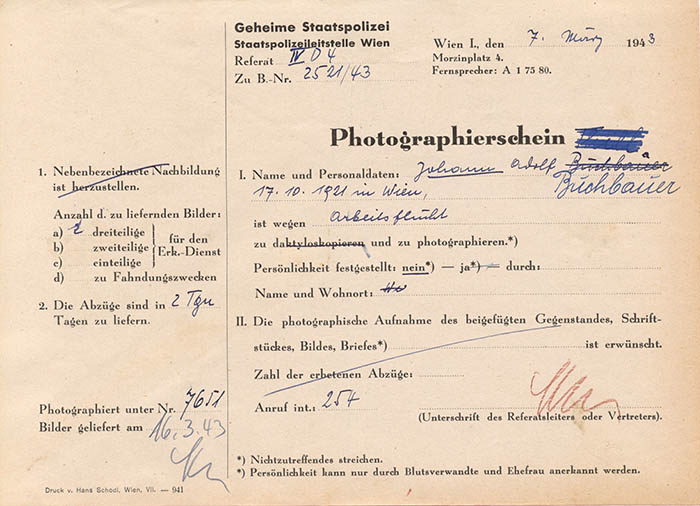 Geheime Staatspolizei
Staatspolizeileitstelle Wien
Referat IV D 4
Zu B.-Nr. 2521/43
Wien I., den 7. März 1943
Morzinplatz 4.
Fernsprecher: A 1 75 80.
Photographierschein
1. Nebenbezeichnete Nachbildung
ist herzustellen.
Anzahl d. zu liefernden Bilder:
a) 2 dreiteilige
b) zweiteilige
c) einteilige
für den
Erk.-Dienst
d) zu Fahndungszwecken
2. Die Abzüge sind in 2 Tgn
Tagen zu liefern.
Photographiert unter Nr. 7651
Bilder geliefert am 16.3.43
I. Name und Personaldaten: Johann Adolf Buchbauer
17.10.1921 in Wien, Buchbauer
ist wegen Arbeitsflucht
zu daktyloskopieren und zu photographieren.*)
Persönlichkeit festgestellt: nein*) — ja*) — durch:
Name und Wohnort:
II. Die photographische Aufnahme des beigefügten Gegenstandes, Schrift-
stückes, Bildes, Briefes*) ist erwünscht.
Zahl der erbetenen Abzüge:
Anruf int.: 254
(Unterschrift des Referatsleiters oder Vertreters).
*) Nichtzutreffendes streichen.
*) Persönlichkeit kann nur durch Blutsverwandte und Ehefrau anerkannt werden.
Druck v. Hans Schodl, Wien, VII. — 941